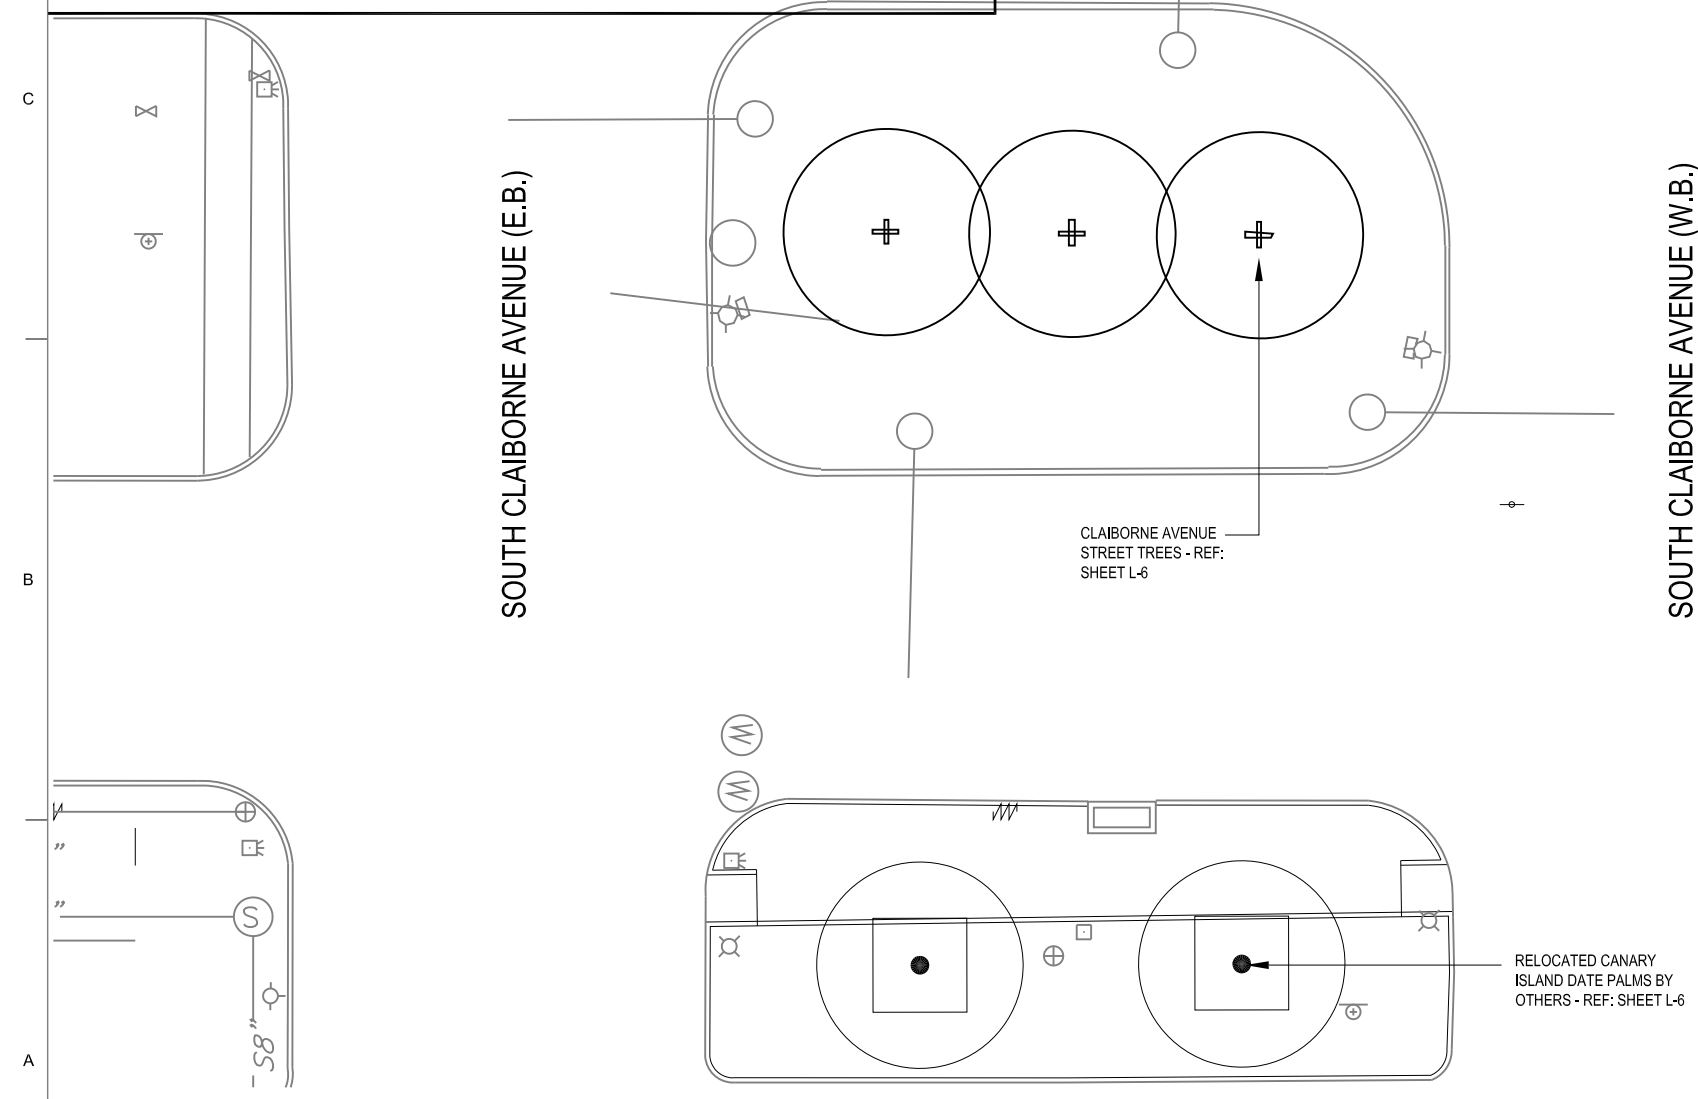 C
SOUTH CLAIBORNE AVENUE (E.B.)
SOUTH CLAIBORNE AVENUE (W.B.)
CLAIBORNE AVENUE
STREET TREES - REF:
SHEET L-6
B
W
W
”
”
S
RELOCATED CANARY
ISLAND DATE PALMS BY
OTHERS - REF: SHEET L-6
A
- S8"